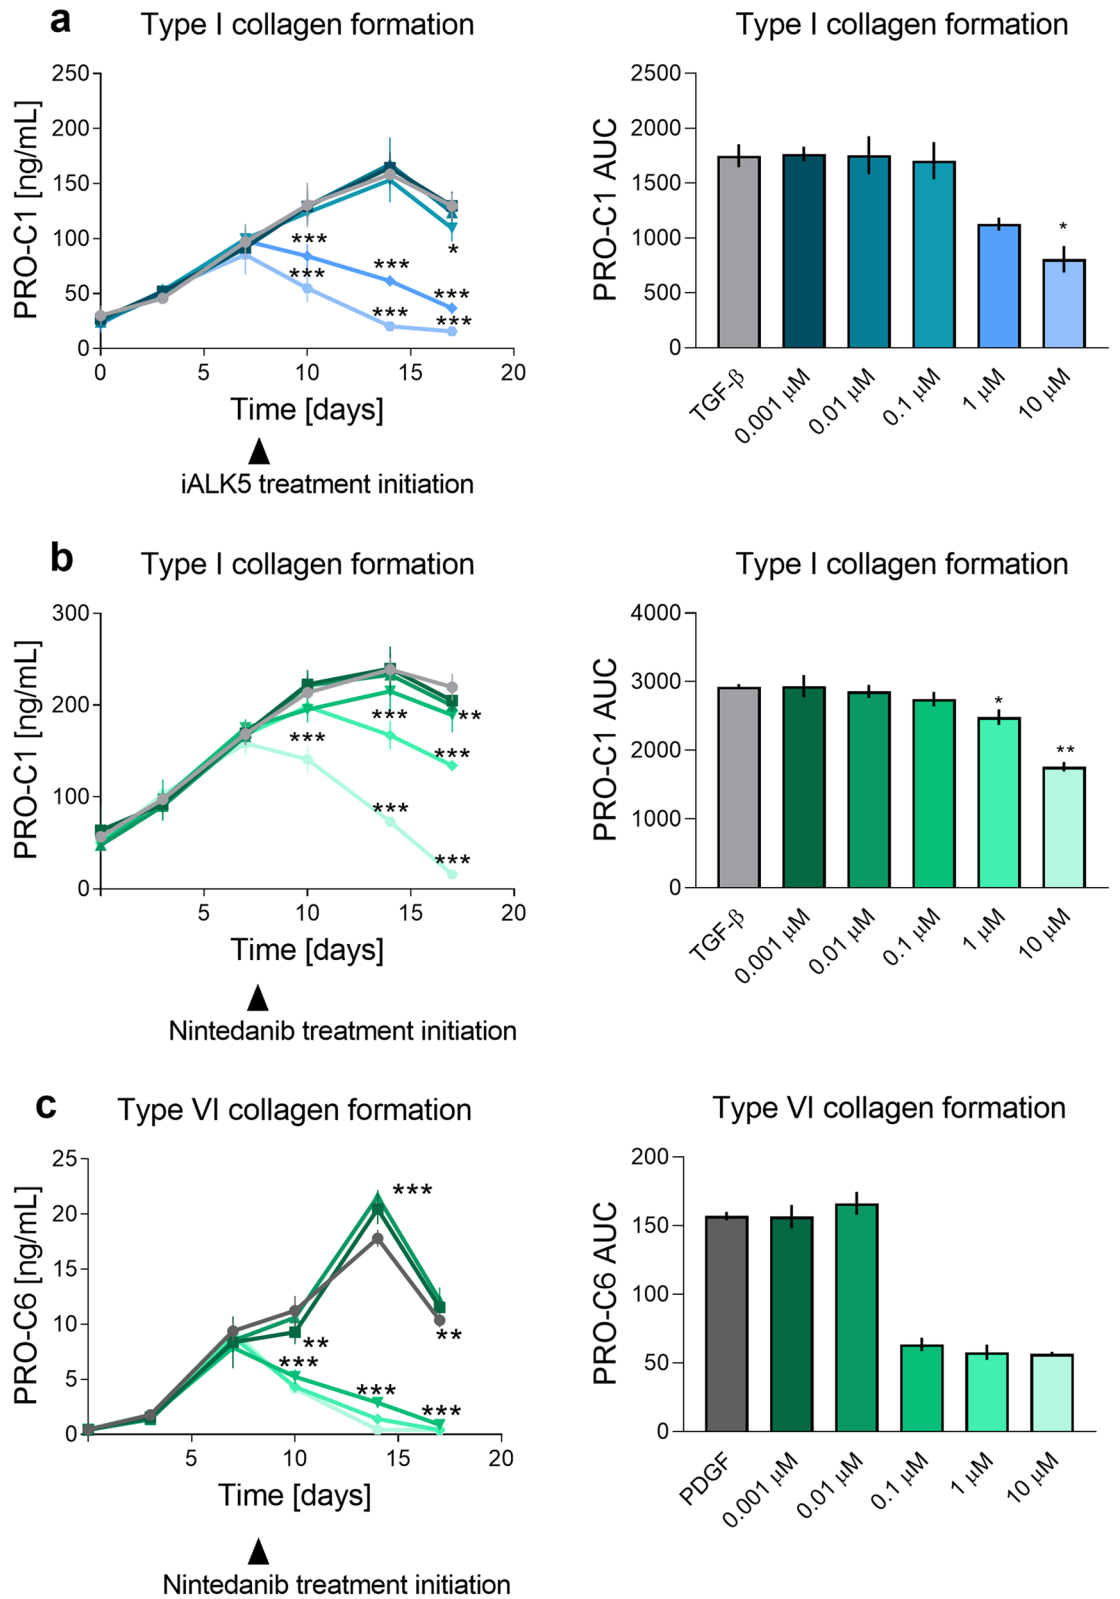 a
Type I collagen formation
Type I collagen formation
PRO-C1 [ng/mL]
250
200
150
100
50
0
***
***
***
***
*
***
***
0
5
10
15
20
Time [days]
iALK5 treatment initiation
PRO-C1 AUC
2500
2000
1500
1000
500
0
*
TGF-β
0.001 µM
0.01 µM
0.1 µM
1 µM
10 µM
b
Type I collagen formation
Type I collagen formation
PRO-C1 [ng/mL]
300
200
100
0
***
***
**
***
***
***
5
10
15
20
Time [days]
Nintedanib treatment initiation
PRO-C1 AUC
4000
3000
2000
1000
0
*
**
TGF-β
0.001 µM
0.01 µM
0.1 µM
1 µM
10 µM
c
Type VI collagen formation
Type VI collagen formation
PRO-C6 [ng/mL]
25
20
15
10
5
0
***
**
**
***
***
***
5
10
15
20
Time [days]
Nintedanib treatment initiation
PRO-C6 AUC
200
150
100
50
0
PDGF
0.001 µM
0.01 µM
0.1 µM
1 µM
10 µM